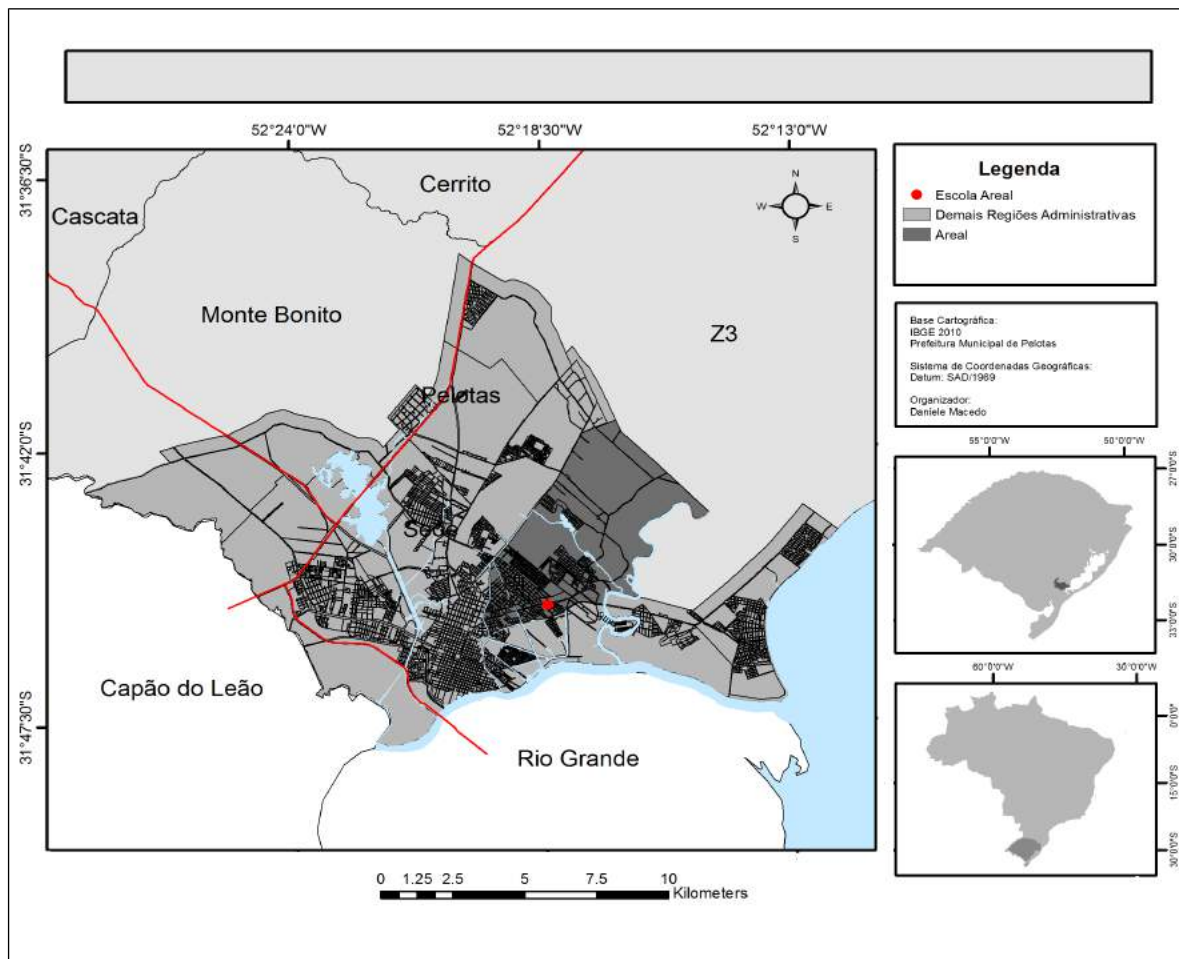 52°24'0"W
52°18'30"W
52°13'0"W
31°36'30"S
31°42'0"S
31°47'30"S
Cerrito
Cascata
N
W
E
S
Monte Bonito
Z3
Pelotas
Sede
Capão do Leão
Rio Grande
0 1.25 2.5 5 7.5 10
Kilometers
Legenda
Escola Areal
Demais Regiões Administrativas
Areal
Base Cartográfica:
IBGE 2010
Prefeitura Municipal de Pelotas
Sistema de Coordenadas Geográficas:
Datum: SAD/1969
Organizador:
Daniele Macedo
55°0'0"W
50°0'0"W
27°0'0"S
30°0'0"S
33°0'0"S
60°0'0"W
30°0'0"W
0°0'0"
15°0'0"S
30°0'0"S